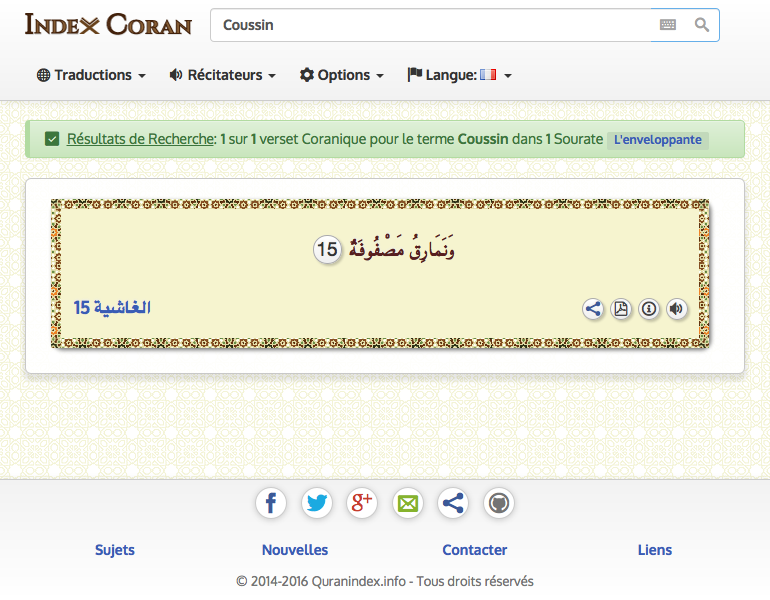 Index Coran
Coussin
Traductions Récitateurs Options Langue:
Résultats de Recherche: 1 sur 1 verset Coranique pour le terme Coussin dans 1 Sourate L'enveloppante
وَنَمَارِقُ مَصْفُوفَةٌ 15
الغاشية 15
Sujets Nouvelles Contacter Liens
© 2014-2016 Quranindex.info - Tous droits réservés